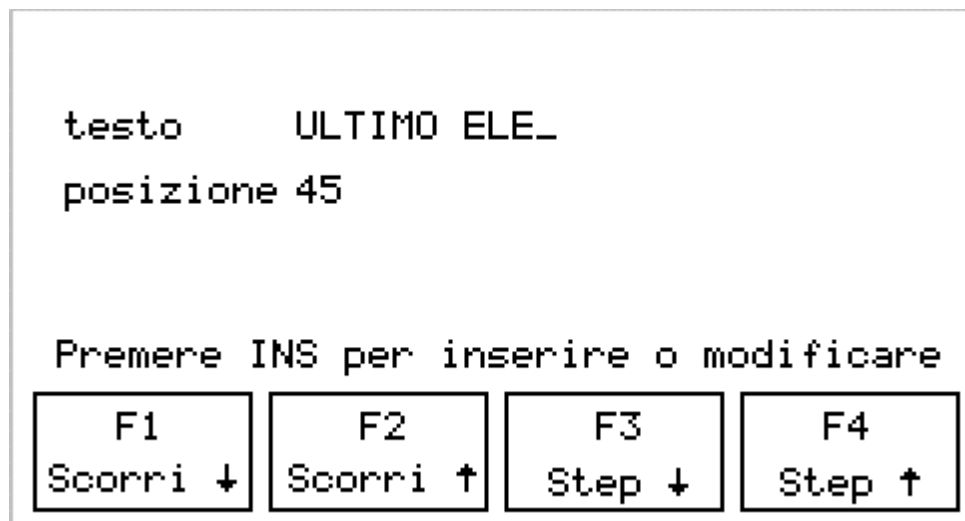 testo ULTIMO ELE_
posizione 45
Premere INS per inserire o modificare
F1 F2 F3 F4
Scorri ↓ Scorri ↑ Step ↓ Step ↑